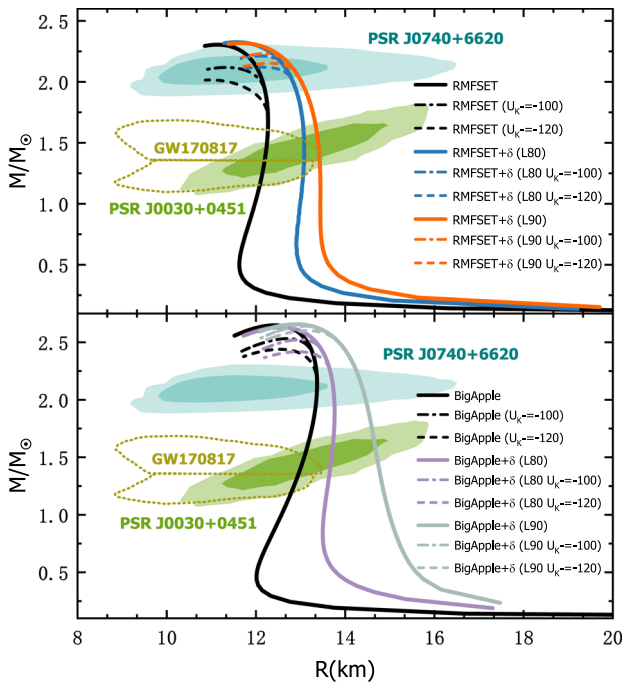 2.5
2.0
1.5
1.0
0.5
M/M⊙
PSR J0740+6620
GW170817
PSR J0030+0451
RMFSET
RMFSET (UK-=-100)
RMFSET (UK-=-120)
RMFSET+δ (L80)
RMFSET+δ (L80 UK-=-100)
RMFSET+δ (L80 UK-=-120)
RMFSET+δ (L90)
RMFSET+δ (L90 UK-=-100)
RMFSET+δ (L90 UK-=-120)
2.5
2.0
1.5
1.0
0.5
M/M⊙
PSR J0740+6620
GW170817
PSR J0030+0451
BigApple
BigApple (UK-=-100)
BigApple (UK-=-120)
BigApple+δ (L80)
BigApple+δ (L80 UK-=-100)
BigApple+δ (L80 UK-=-120)
BigApple+δ (L90)
BigApple+δ (L90 UK-=-100)
BigApple+δ (L90 UK-=-120)
8 10 12 14 16 18 20
R(km)